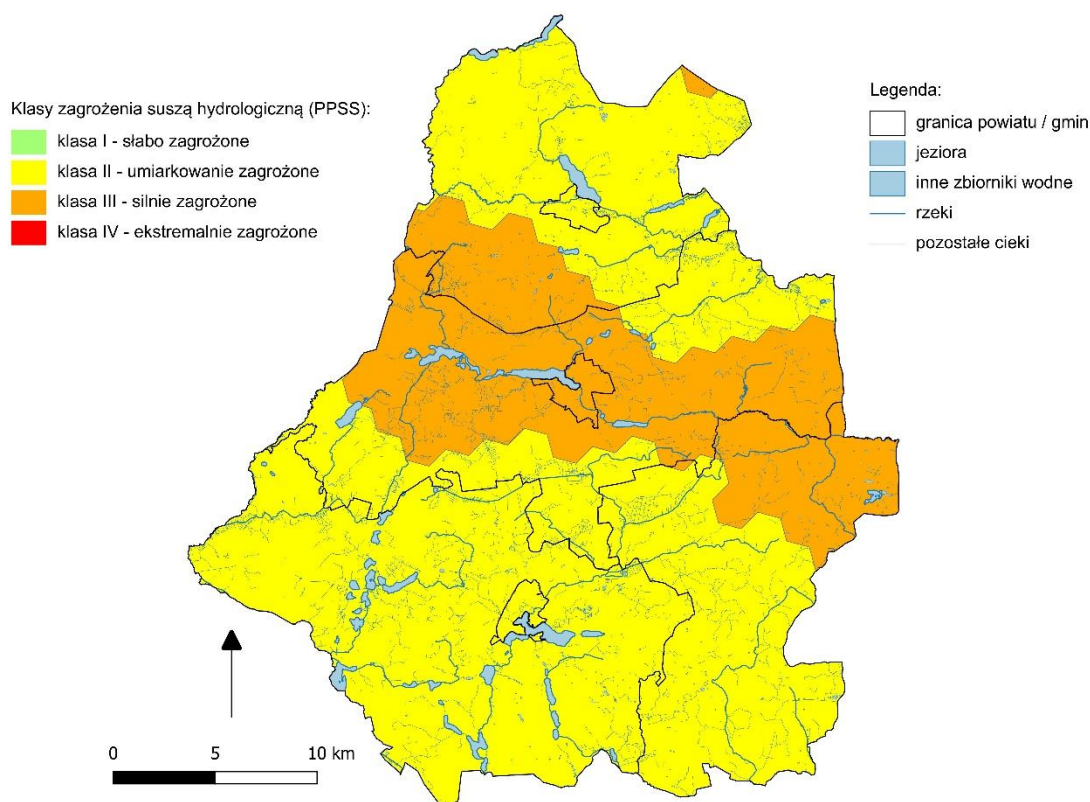 Klasy zagrożenia suszą hydrologiczną (PPSS):
klasa I - słabo zagrożone
klasa II - umiarkowanie zagrożone
klasa III - silnie zagrożone
klasa IV - ekstremalnie zagrożone
Legenda:
granica powiatu / gmin
jeziora
inne zbiorniki wodne
rzeki
pozostałe cieki
0 5 10 km